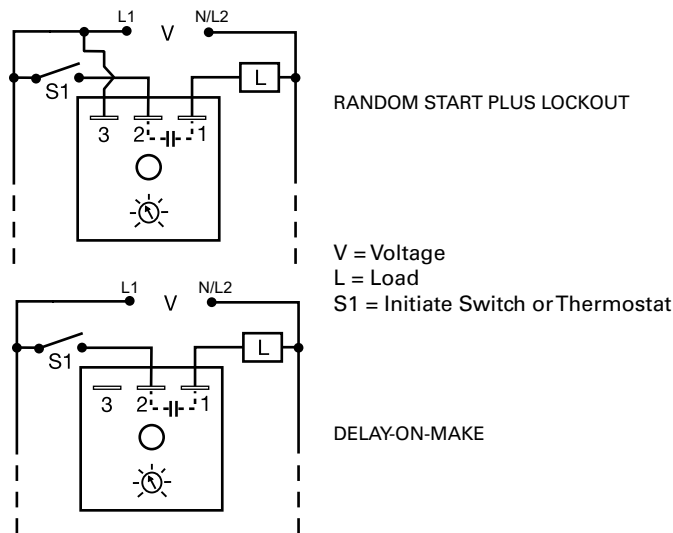 L1 V N/L2
S1 L
3 2 1
RANDOM START PLUS LOCKOUT
V = Voltage
L = Load
S1 = Initiate Switch or Thermostat
L1 V N/L2
S1 L
3 2 1
DELAY-ON-MAKE